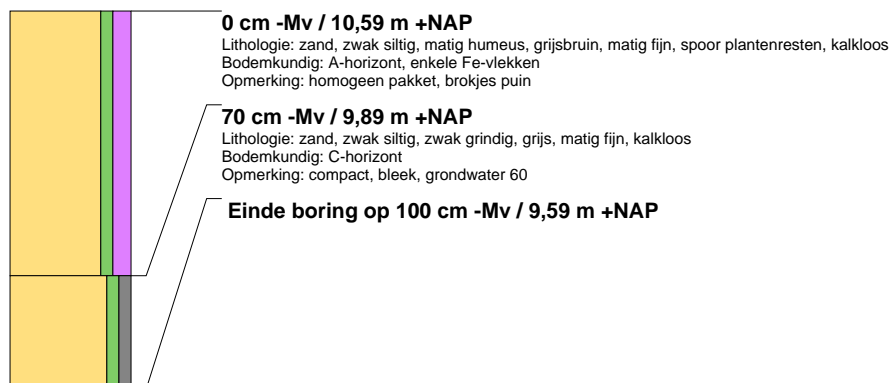 0 cm -Mv / 10,59 m +NAP
Lithologie: zand, zwak siltig, matig humeus, grijsbruin, matig fijn, spoor plantenresten, kalkloos
Bodemkundig: A-horizont, enkele Fe-vlekken
Opmerking: homogeen pakket, brokjes puin
70 cm -Mv / 9,89 m +NAP
Lithologie: zand, zwak siltig, zwak grindig, grijs, matig fijn, kalkloos
Bodemkundig: C-horizont
Opmerking: compact, bleek, grondwater 60
Einde boring op 100 cm -Mv / 9,59 m +NAP